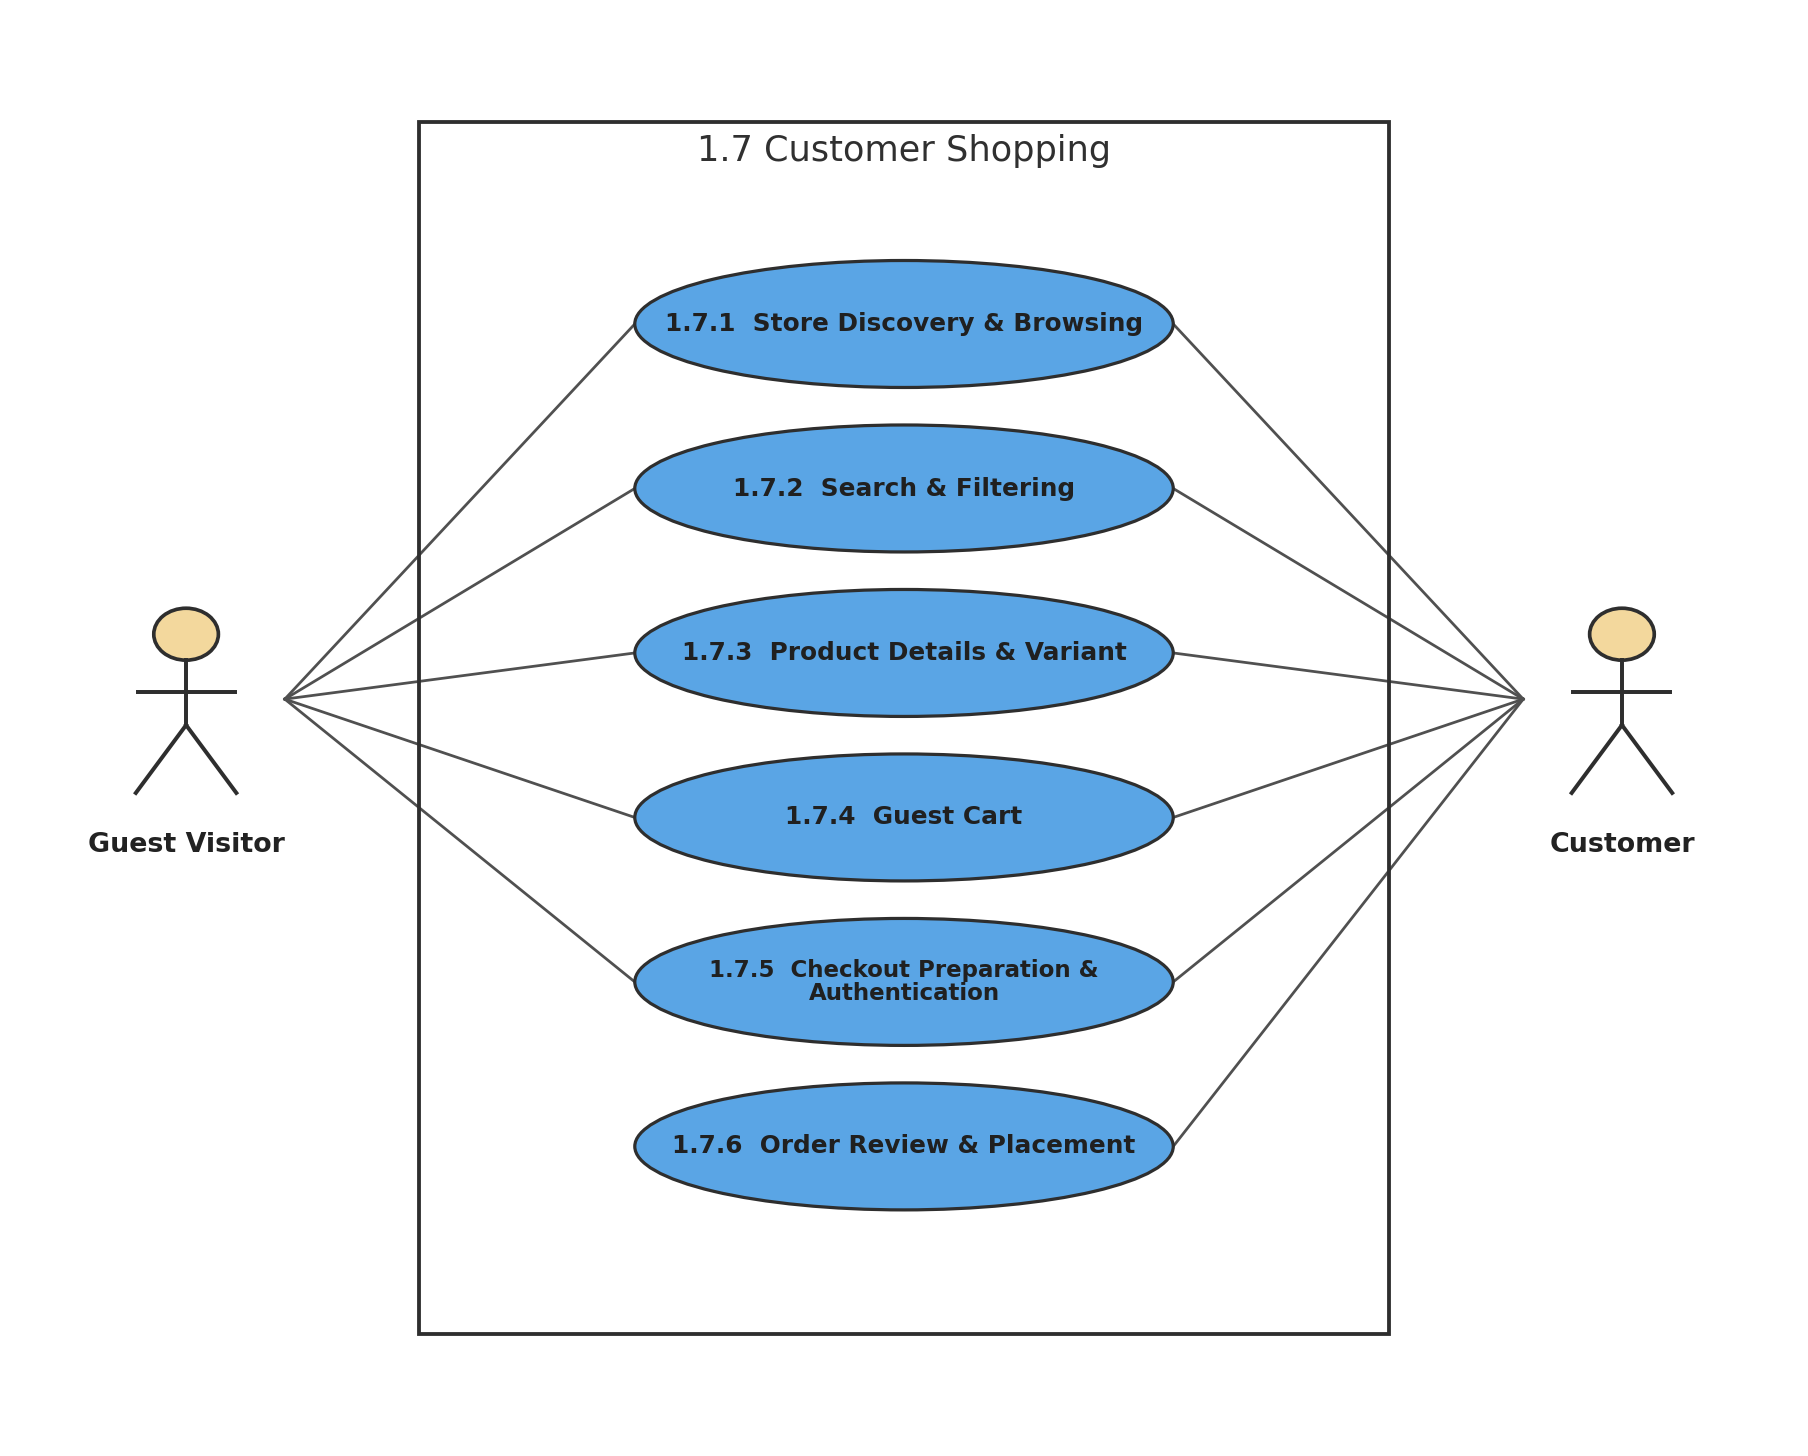 1.7 Customer Shopping
1.7.1  Store Discovery & Browsing
1.7.2  Search & Filtering
1.7.3  Product Details & Variant
1.7.4  Guest Cart
Guest Visitor
Customer
1.7.5  Checkout Preparation &
Authentication
1.7.6  Order Review & Placement